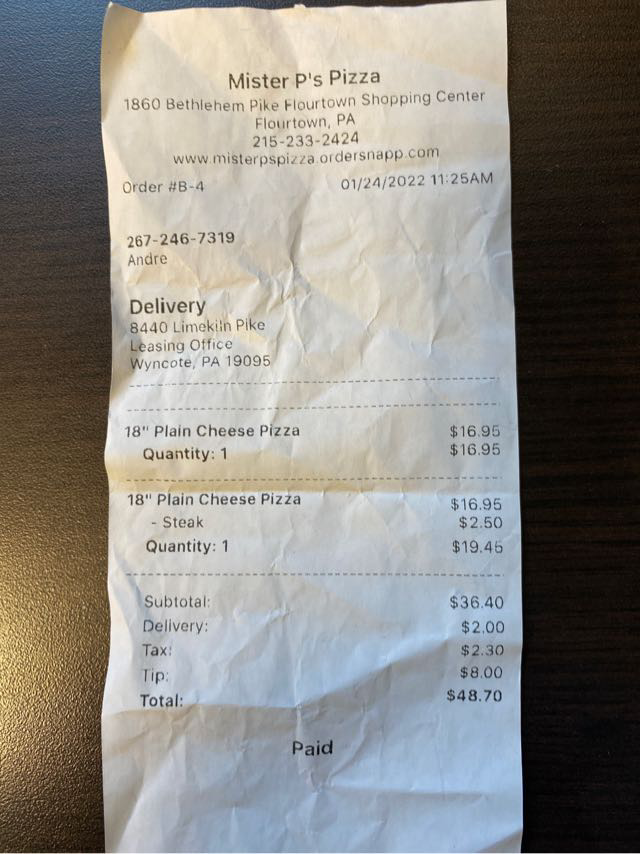 Mister P's Pizza
1860 Bethlehem Pike Flourtown Shopping Center
Flourtown, PA
215-233-2424
www.misterpspizza.ordersnapp.com
Order #B-4 01/24/2022 11:25AM
267-246-7319
Andre
Delivery
8440 Limekiln Pike
Leasing Office
Wyncote, PA 19095
18" Plain Cheese Pizza $16.95
Quantity: 1 $16.95
18" Plain Cheese Pizza $16.95
- Steak $2.50
Quantity: 1 $19.45
Subtotal: $36.40
Delivery: $2.00
Tax: $2.30
Tip: $8.00
Total: $48.70
Paid